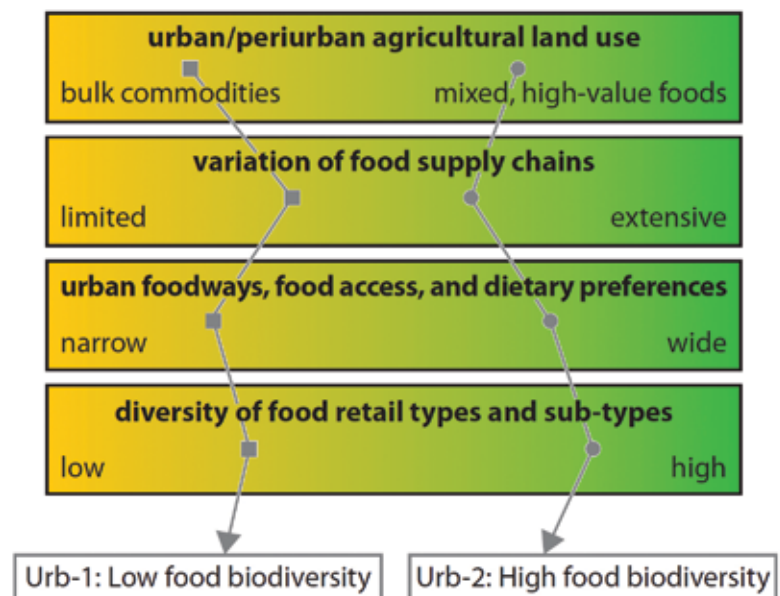 urban/periurban agricultural land use
bulk commodities mixed, high-value foods
variation of food supply chains
limited extensive
urban foodways, food access, and dietary preferences
narrow wide
diversity of food retail types and sub-types
low high
Urb-1: Low food biodiversity Urb-2: High food biodiversity